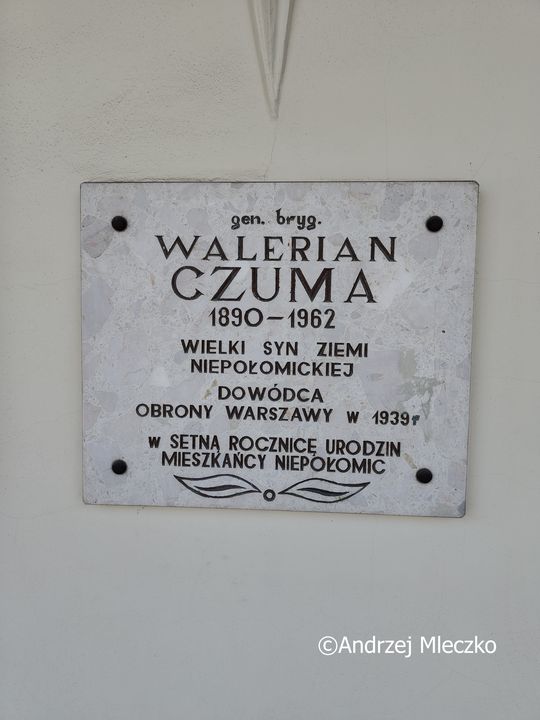 gen. bryg.
WALERIAN
CZUMA
1890-1962
WIELKI SYN ZIEMI
NIEPOŁOMICKIEJ
DOWÓDCA
OBRONY WARSZAWY W 1939r
W SETNĄ ROCZNICĘ URODZIN
MIESZKAŃCY NIEPOŁOMIC
©Andrzej Mleczko